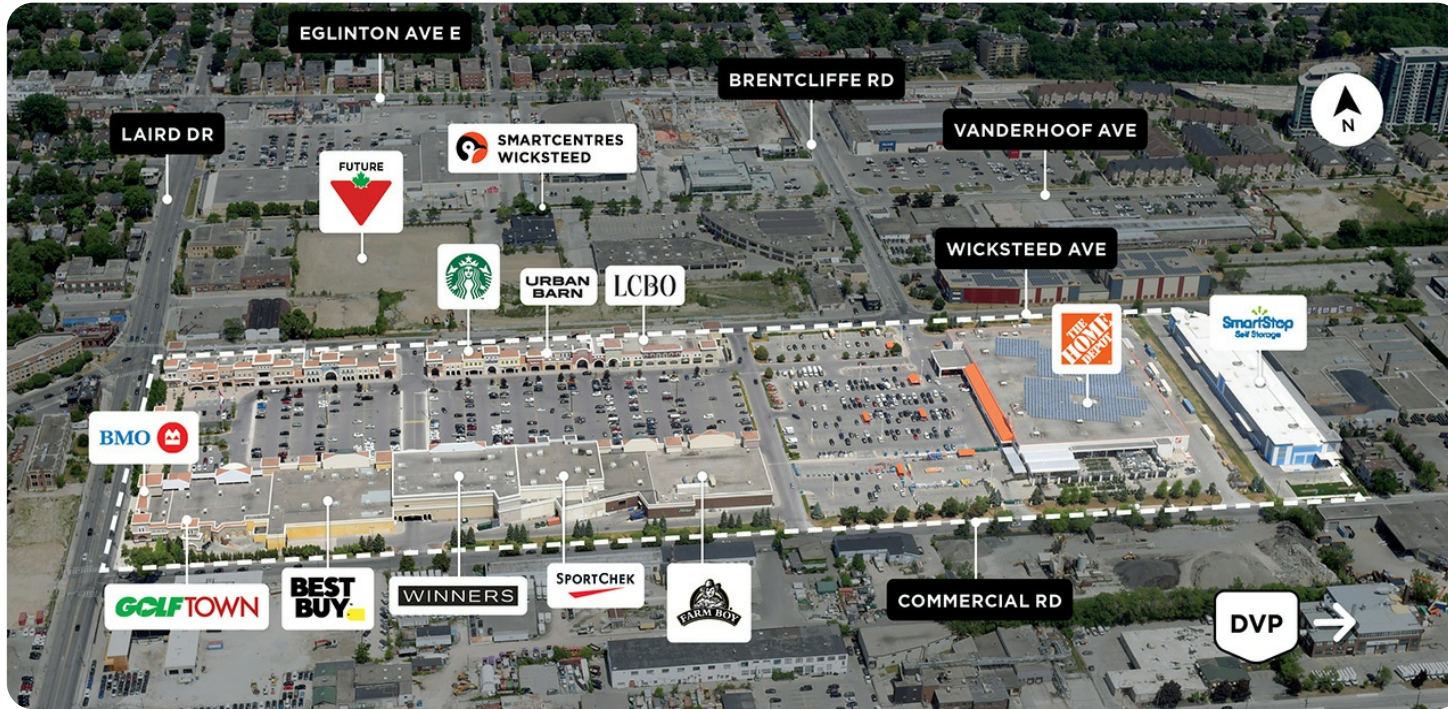 EGLINTON AVE E
BRENTCLIFFE RD
LAIRD DR
SMARTCENTRES
WICKSTEED
VANDERHOOF AVE
N
FUTURE
WICKSTEED AVE
URBAN
BARN
LCBO
THE
HOME
DEPOT
SmartStop
Self Storage
BMO
GOLFTOWN
BEST
BUY
WINNERS
SPORTCHEK
FARM BOY
COMMERCIAL RD
DVP